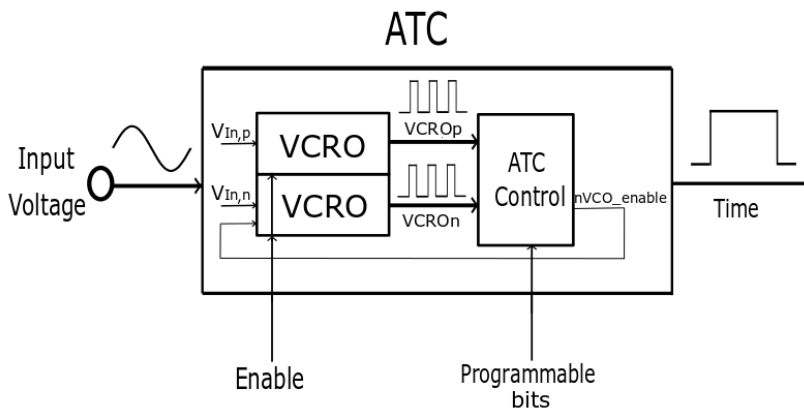 ATC
Input
Voltage
VIn,p
VCRO
VCROp
VIn,n
VCRO
VCROn
ATC
Control
nVCO_enable
Time
Enable
Programmable
bits